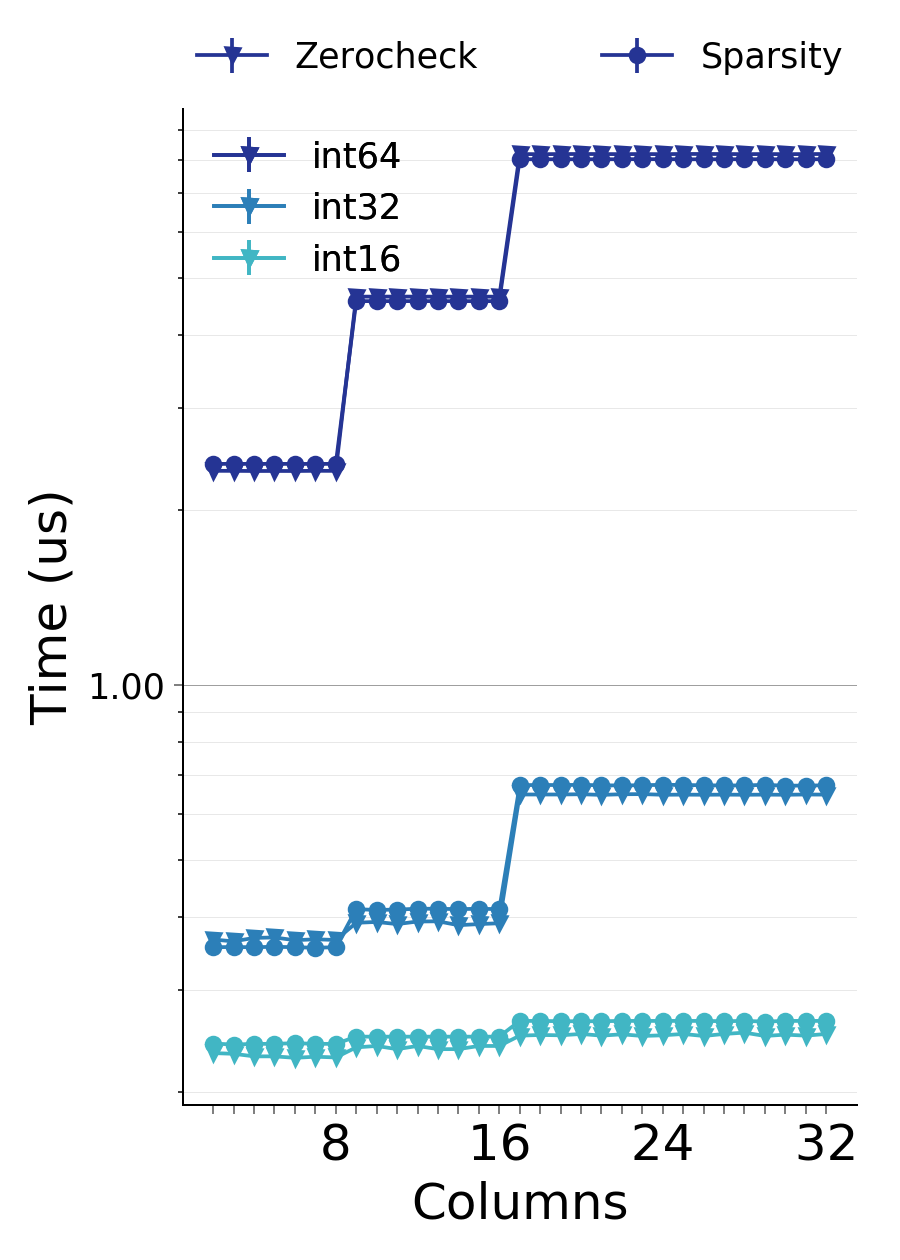 Zerocheck Sparsity
int64
int32
int16
Time (us)
1.00
8 16 24 32
Columns